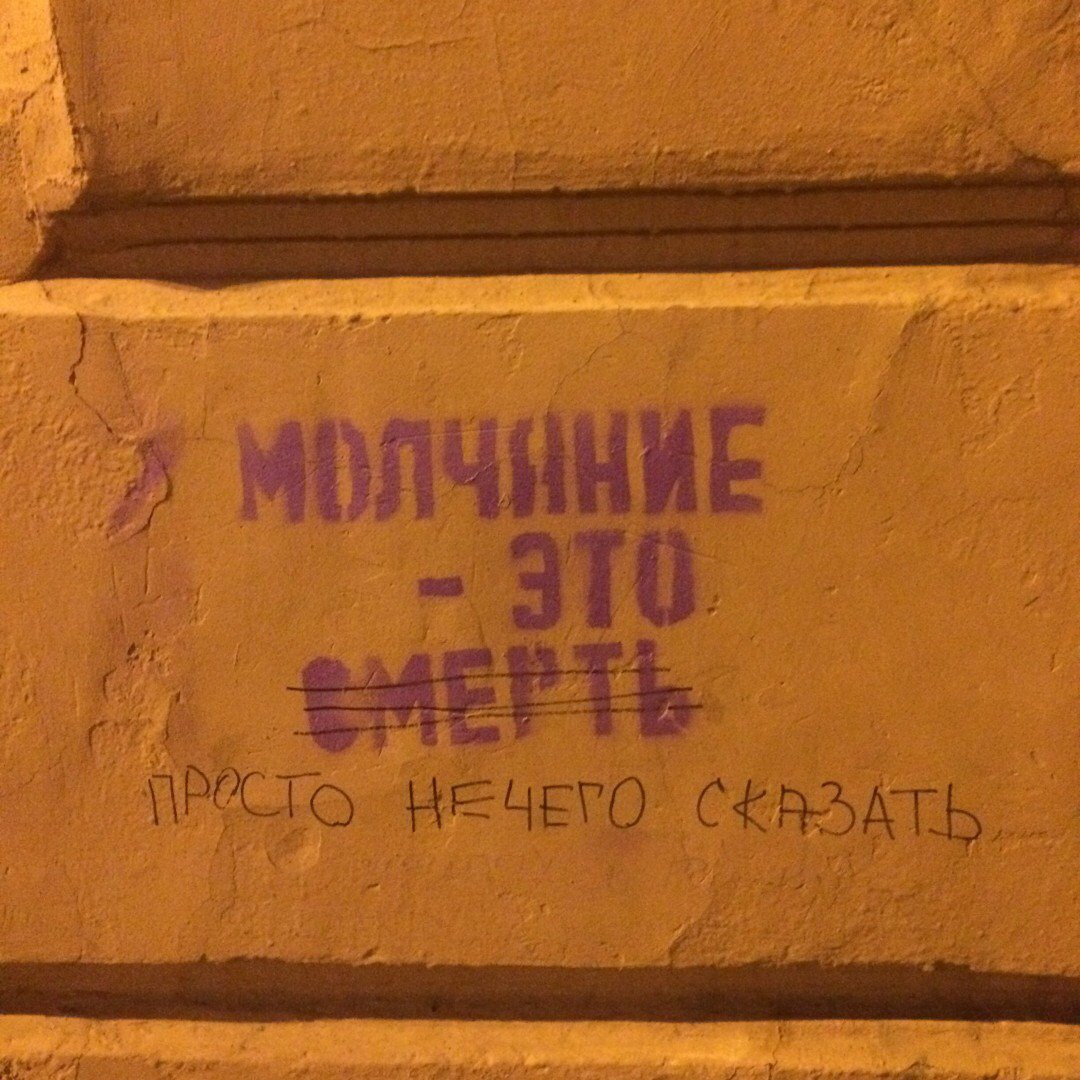 МОЛЧАНИЕ
- ЭТО
СМЕРТЬ
ПРОСТО НЕЧЕГО СКАЗАТЬ